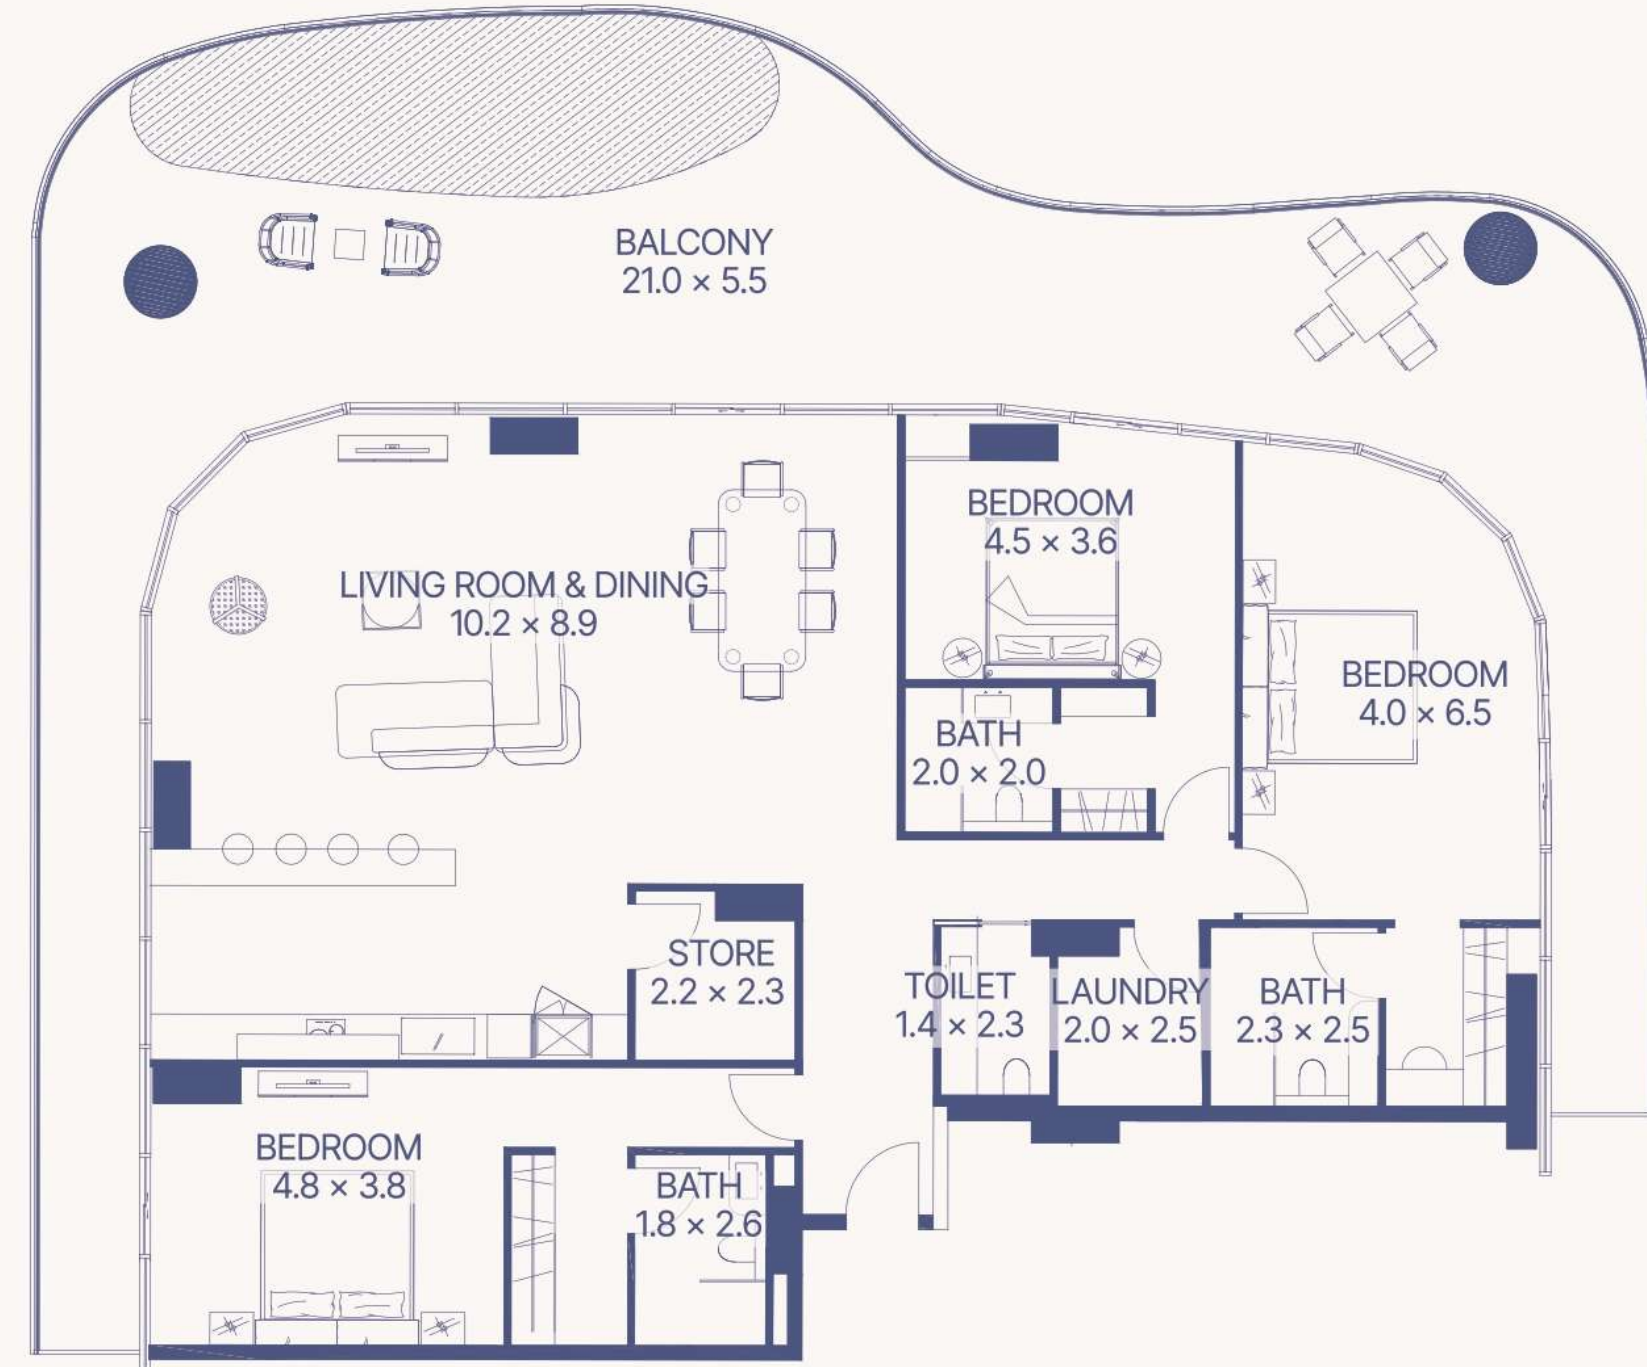 BALCONY
21.0 × 5.5
BEDROOM
4.5 × 3.6
LIVING ROOM & DINING
10.2 × 8.9
BEDROOM
4.0 × 6.5
BATH
2.0 × 2.0
STORE
2.2 × 2.3
TOILET
1.4 × 2.3
LAUNDRY
2.0 × 2.5
BATH
2.3 × 2.5
BEDROOM
4.8 × 3.8
BATH
1.8 × 2.6